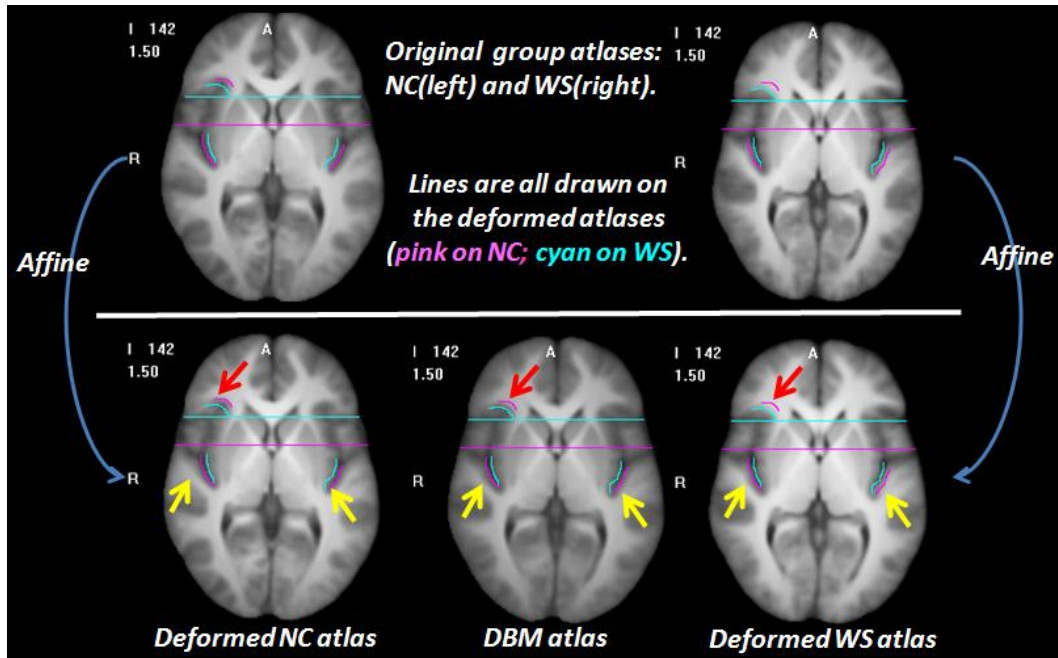 I 142
1.50
A
R
Original group atlases:
NC(left) and WS(right).
I 142
1.50
A
R
Lines are all drawn on
the deformed atlases
(pink on NC; cyan on WS).
Affine
Affine
I 142
1.50
A
R
I 142
1.50
A
R
I 142
1.50
A
R
Deformed NC atlas
DBM atlas
Deformed WS atlas